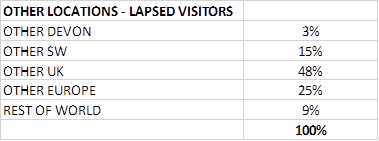 OTHER LOCATIONS - LAPSED VISITORS
OTHER DEVON 3%
OTHER SW 15%
OTHER UK 48%
OTHER EUROPE 25%
REST OF WORLD 9%
100%